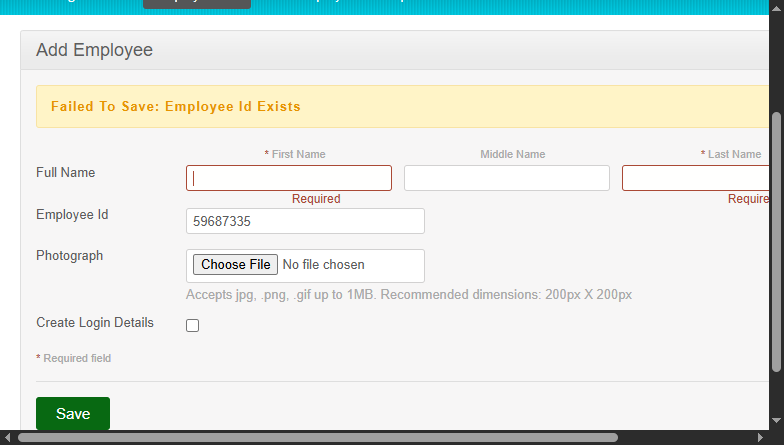 Add Employee
Failed To Save: Employee Id Exists
* First Name
Middle Name
* Last Name
Full Name
Required
Require
Employee Id
59687335
Photograph
Choose File No file chosen
Accepts jpg, .png, .gif up to 1MB. Recommended dimensions: 200px X 200px
Create Login Details
* Required field
Save